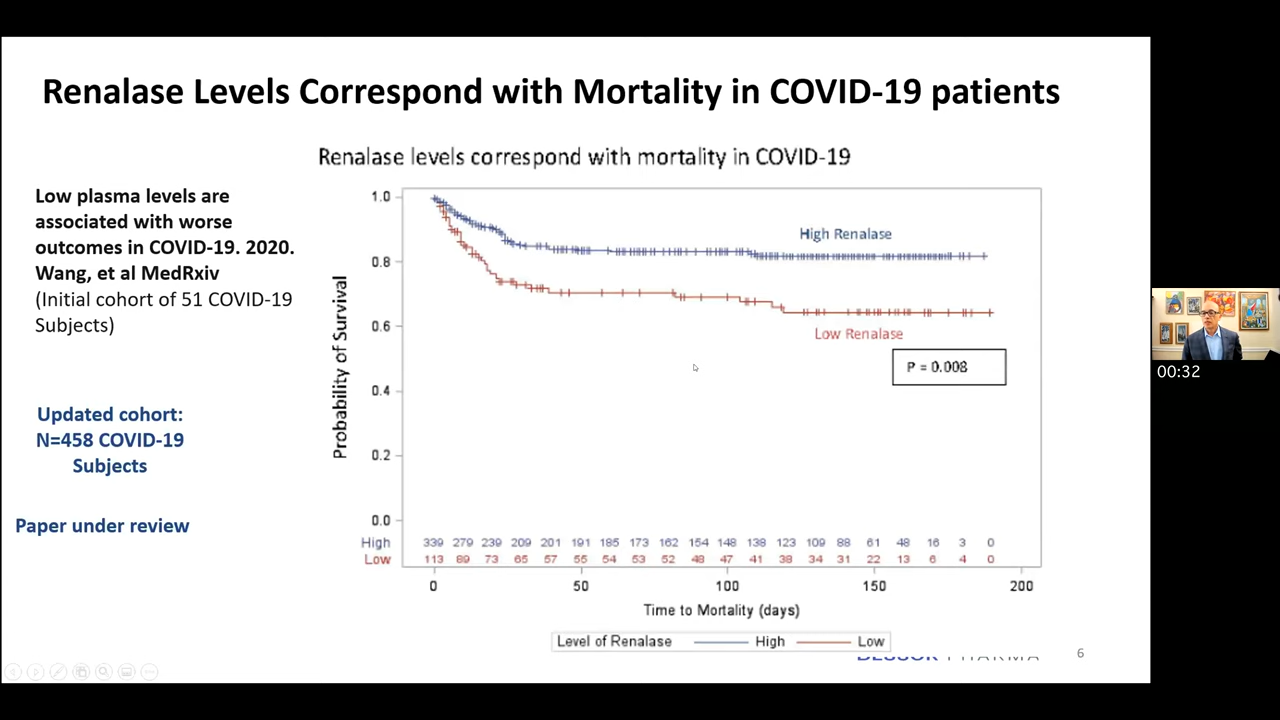 Renalase Levels Correspond with Mortality in COVID-19 patients
Renalase levels correspond with mortality in COVID-19
Low plasma levels are
associated with worse
outcomes in COVID-19. 2020.
Wang, et al MedRxiv
(Initial cohort of 51 COVID-19
Subjects)
Updated cohort:
N=458 COVID-19
Subjects
Paper under review
Probability of Survival
1.0
0.8
0.6
0.4
0.2
0.0
High Renalase
Low Renalase
P = 0.008
High 339 279 239 209 201 191 185 173 162 154 148 138 123 109 88 61 48 16 3 0
Low 113 89 73 65 57 55 54 53 52 48 47 41 38 34 31 22 13 6 4 0
0 50 100 150 200
Time to Mortality (days)
Level of Renalase High Low
BESSOR PHARMA
6
00:32